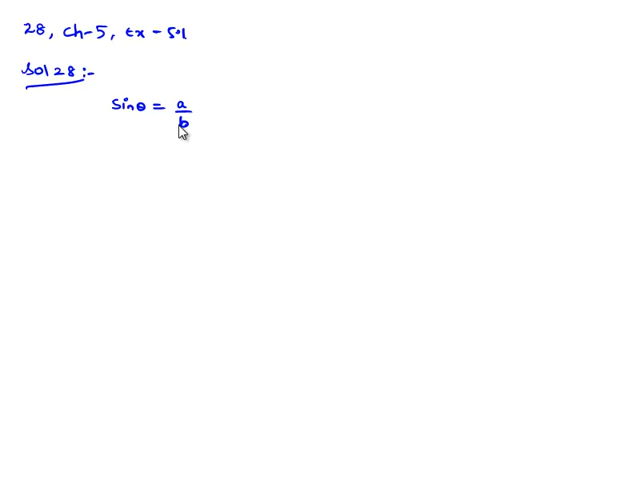 28, ch-5, Ex-5.1
Sol 28:-
Sinθ = a/b